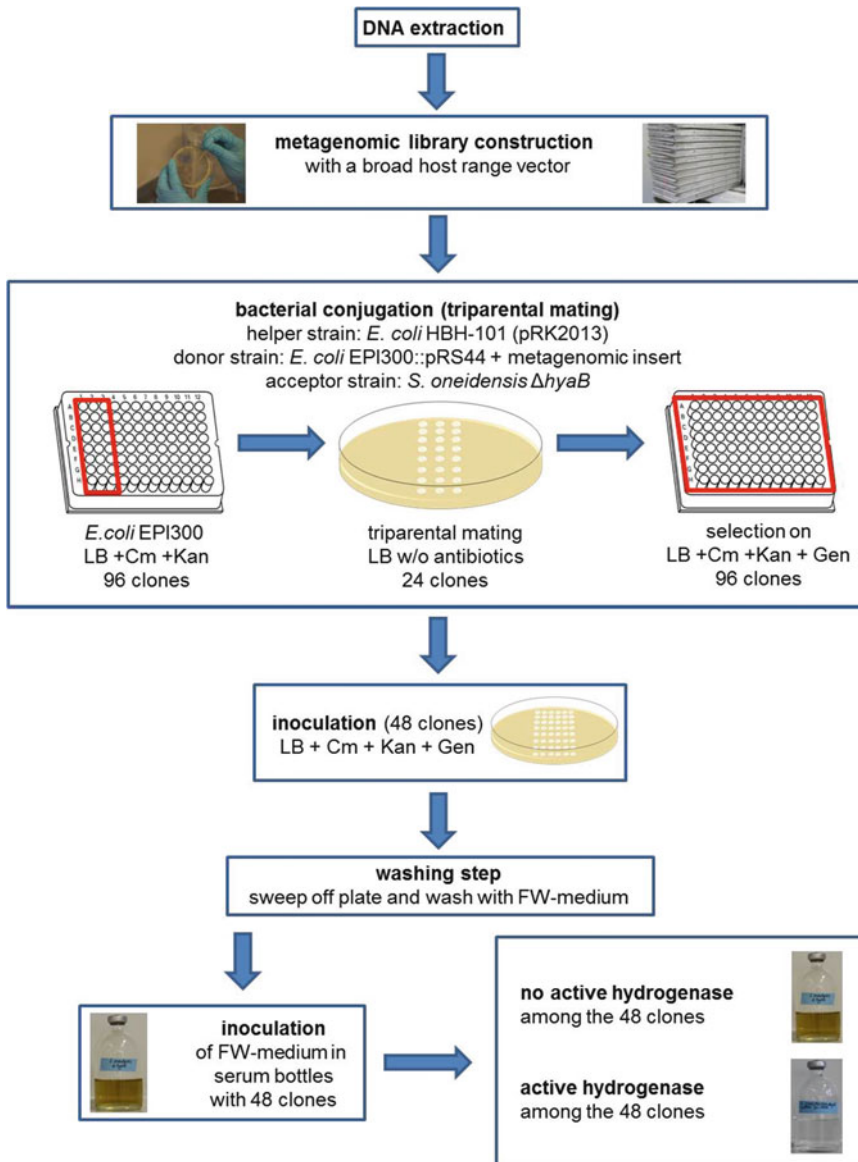 DNA extraction
metagenomic library construction
with a broad host range vector
bacterial conjugation (triparental mating)
helper strain: E. coli HBH-101 (pRK2013)
donor strain: E. coli EPI300::pRS44 + metagenomic insert
acceptor strain: S. oneidensis ΔhyaB
E.coli EPI300
LB +Cm +Kan
96 clones
triparental mating
LB w/o antibiotics
24 clones
selection on
LB +Cm +Kan + Gen
96 clones
inoculation (48 clones)
LB + Cm + Kan + Gen
washing step
sweep off plate and wash with FW-medium
inoculation
of FW-medium in
serum bottles
with 48 clones
no active hydrogenase
among the 48 clones
active hydrogenase
among the 48 clones